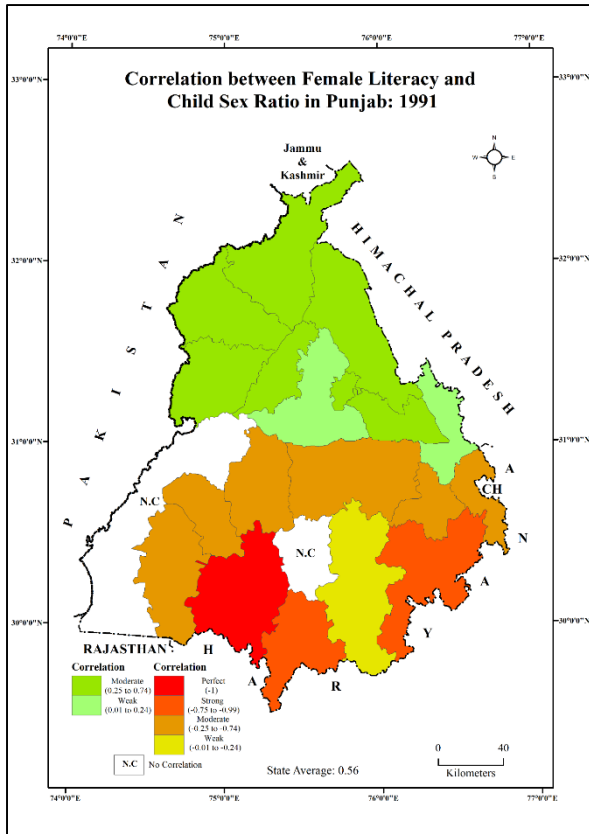 74°0'0"E 75°0'0"E 76°0'0"E 77°0'0"E
33°0'0"N 33°0'0"N
Correlation between Female Literacy and
Child Sex Ratio in Punjab: 1991
N
W E
S
Jammu
&
Kashmir
32°0'0"N 32°0'0"N
PAKISTAN
HIMACHAL PRADESH
31°0'0"N 31°0'0"N
N.C
CH
N.C
30°0'0"N 30°0'0"N
RAJASTHAN
H A R Y A N A
Correlation
Moderate
(0.25 to 0.74)
Weak
(0.01 to 0.24)
Correlation
Perfect
(-1)
Strong
(-0.75 to -0.99)
Moderate
(-0.25 to -0.74)
Weak
(-0.01 to -0.24)
N.C No Correlation
State Average: 0.56
0 40
Kilometers
74°0'0"E 75°0'0"E 76°0'0"E 77°0'0"E